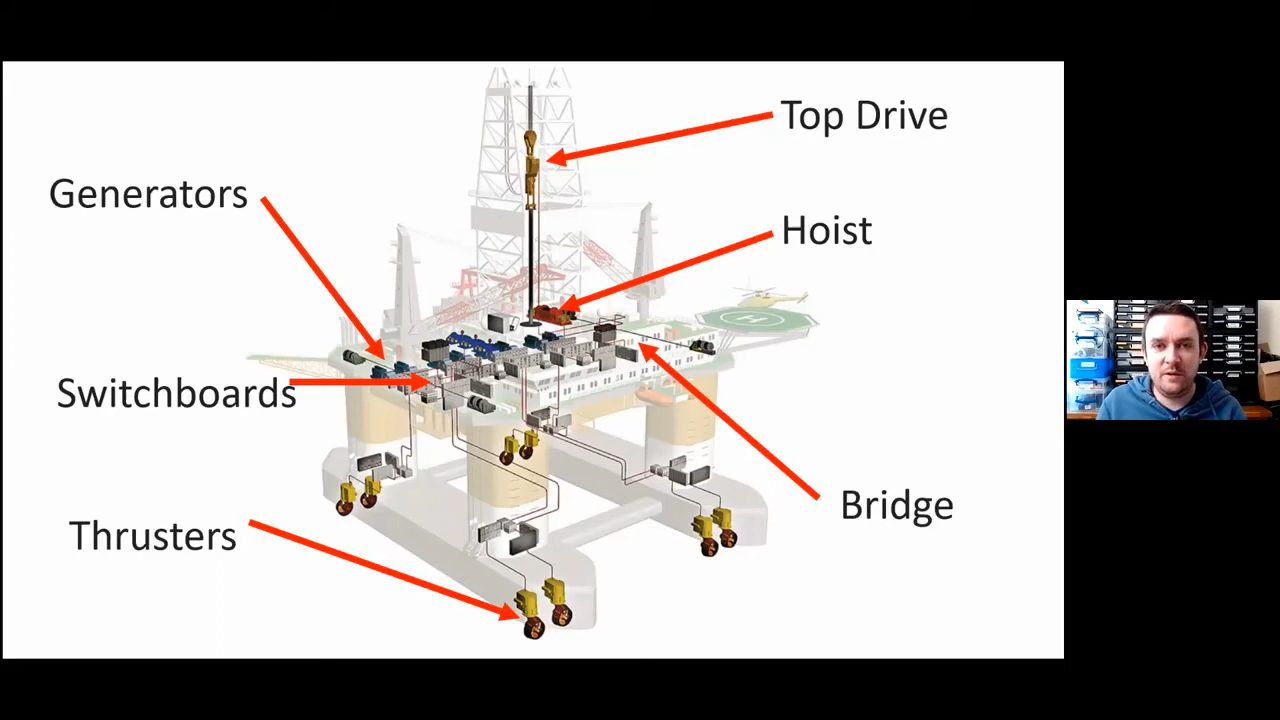 Top Drive
Generators
Hoist
Switchboards
Bridge
Thrusters
H